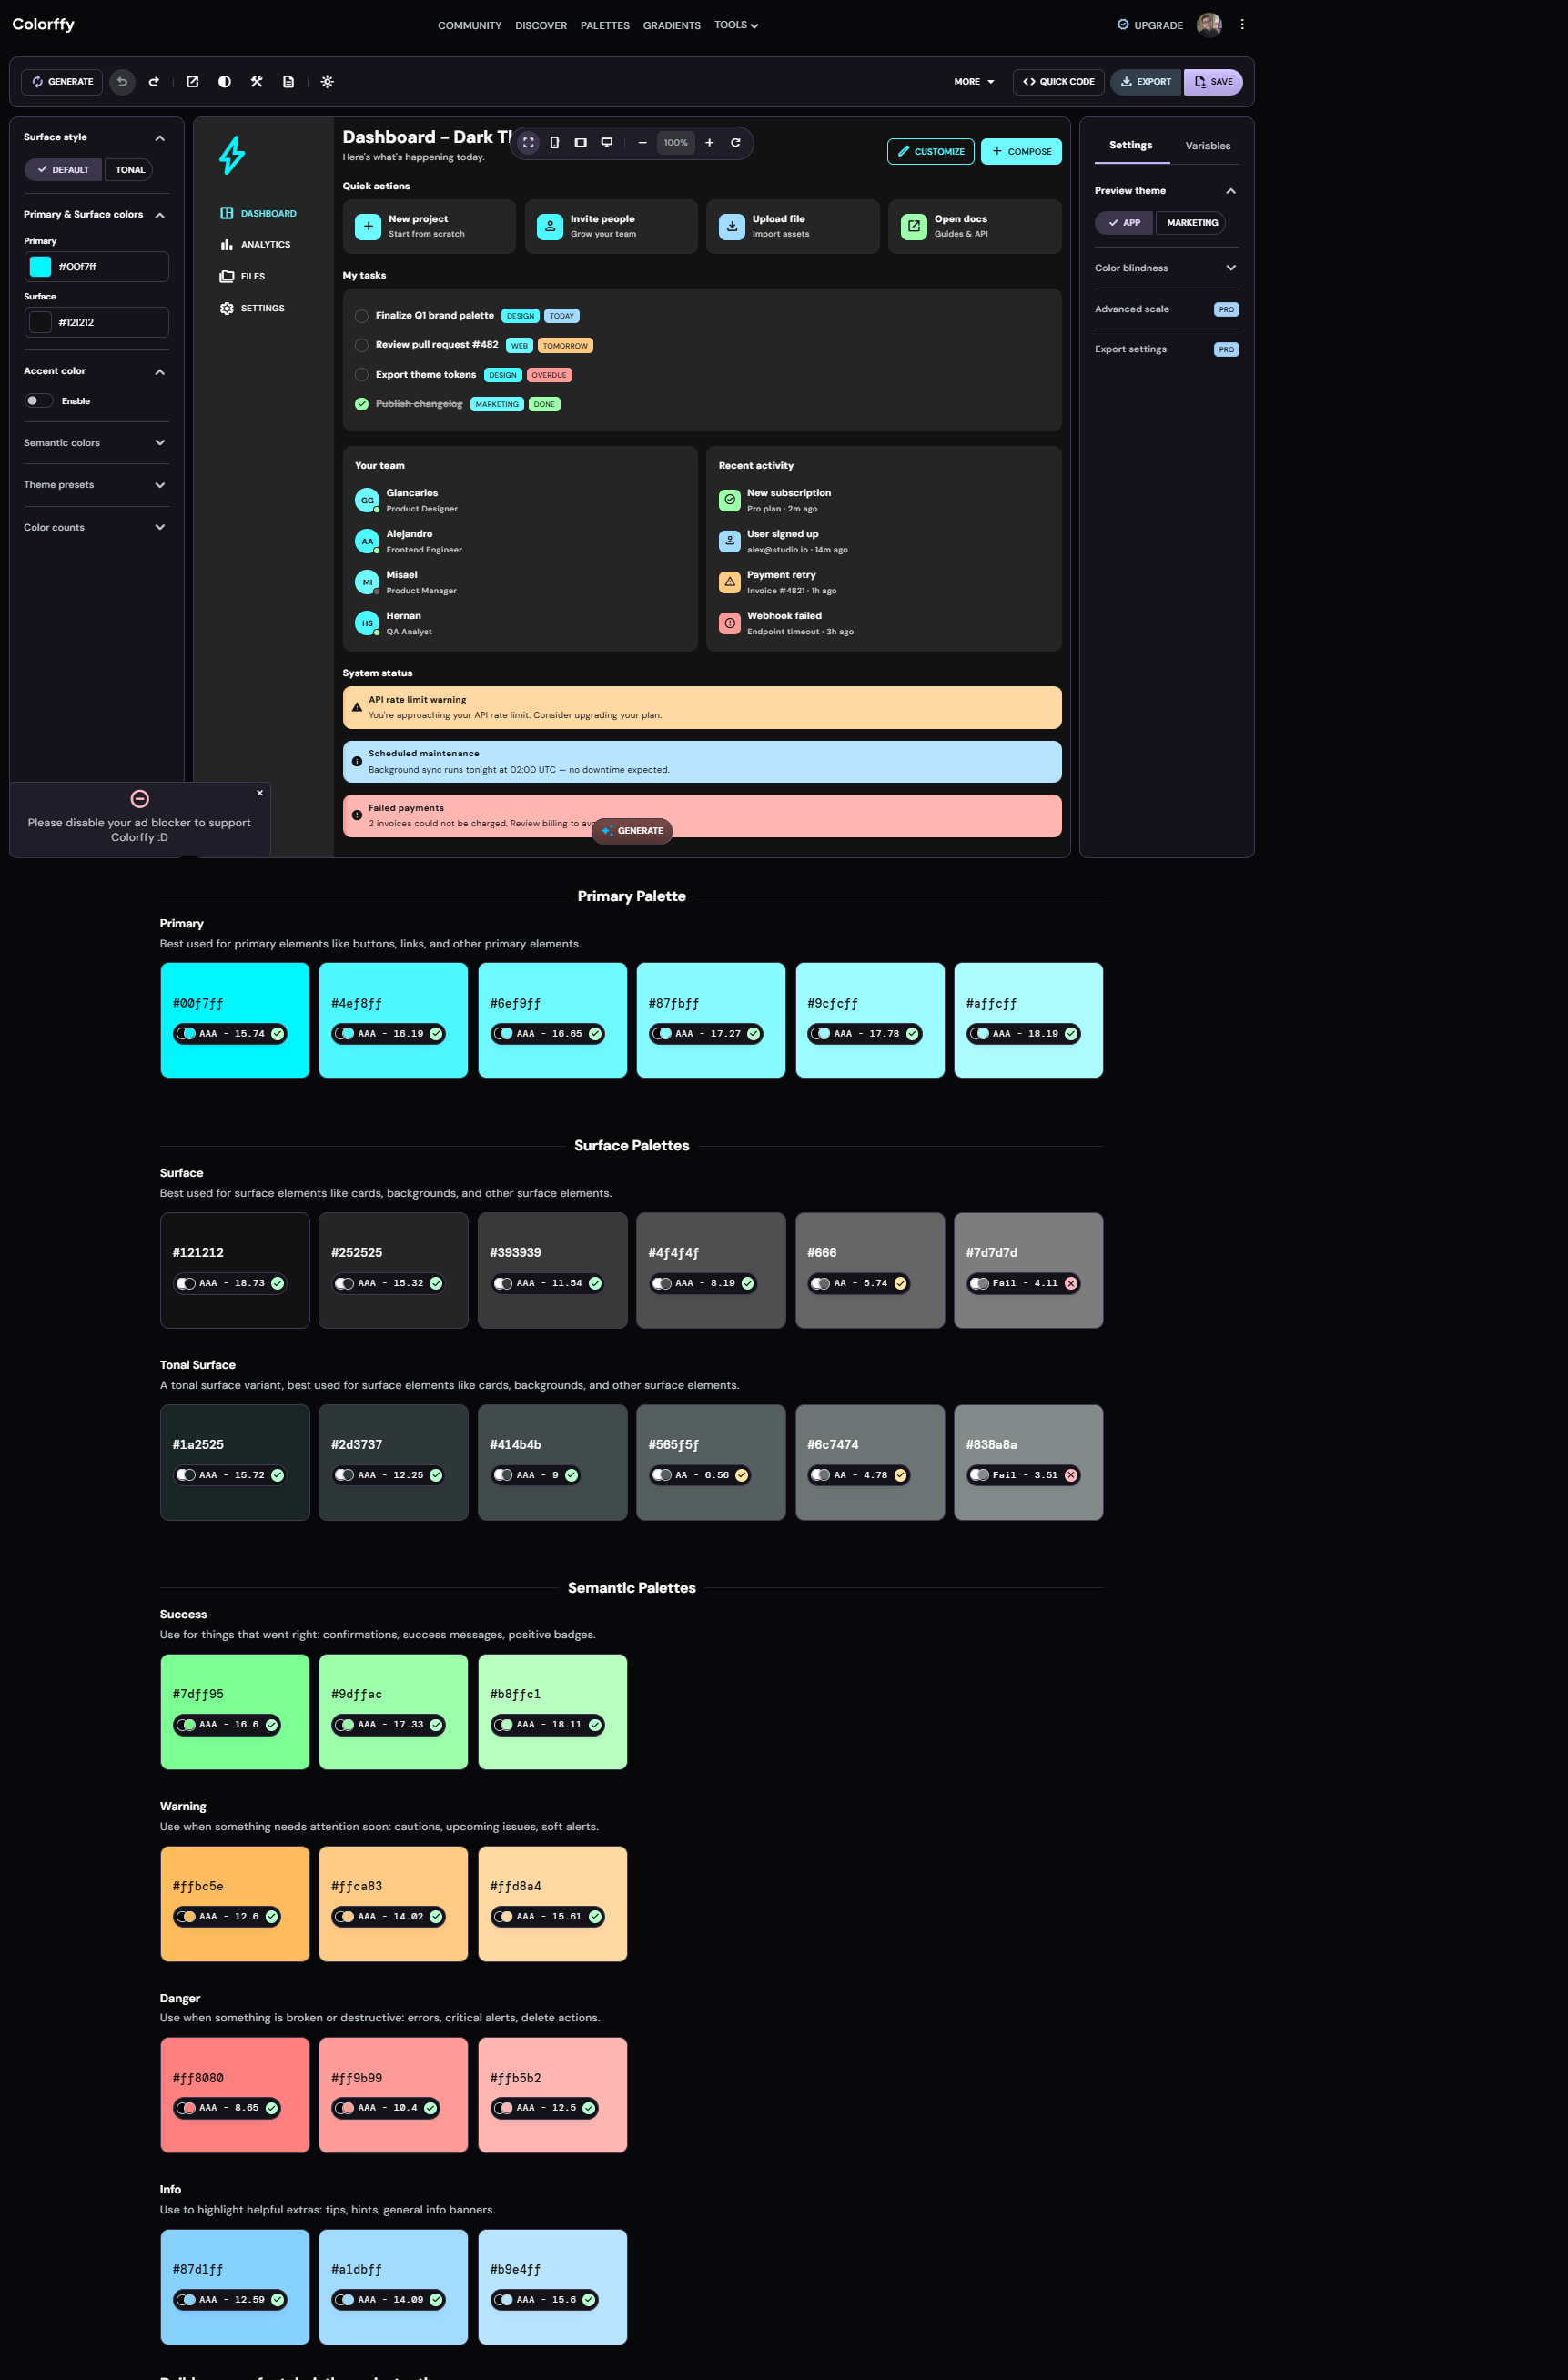 Colorffy
COMMUNITY DISCOVER PALETTES GRADIENTS TOOLS
UPGRADE
GENERATE
MORE
QUICK CODE
EXPORT
SAVE
Surface style
DEFAULT TONAL
Primary & Surface colors
Primary
#00f7ff
Surface
#121212
Accent color
Enable
Semantic colors
Theme presets
Color counts
Please disable your ad blocker to support
Colorffy :D
DASHBOARD
ANALYTICS
FILES
SETTINGS
Dashboard - Dark Th
Here's what's happening today.
100%
CUSTOMIZE
COMPOSE
Quick actions
New project
Start from scratch
Invite people
Grow your team
Upload file
Import assets
Open docs
Guides & API
My tasks
Finalize Q1 brand palette DESIGN TODAY
Review pull request #482 WEB TOMORROW
Export theme tokens DESIGN OVERDUE
Publish changelog MARKETING DONE
Your team
GG Giancarlos
Product Designer
AA Alejandro
Frontend Engineer
MI Misael
Product Manager
HS Hernan
QA Analyst
Recent activity
New subscription
Pro plan · 2m ago
User signed up
alex@studio.io · 14m ago
Payment retry
Invoice #4821 · 1h ago
Webhook failed
Endpoint timeout · 3h ago
System status
API rate limit warning
You're approaching your API rate limit. Consider upgrading your plan.
Scheduled maintenance
Background sync runs tonight at 02:00 UTC — no downtime expected.
Failed payments
2 invoices could not be charged. Review billing to
GENERATE
Settings Variables
Preview theme
APP MARKETING
Color blindness
Advanced scale PRO
Export settings PRO
Primary Palette
Primary
Best used for primary elements like buttons, links, and other primary elements.
#00f7ff #4ef8ff #6ef9ff #87fbff #9cfcff #affcff
AAA - 15.74 AAA - 16.19 AAA - 16.65 AAA - 17.27 AAA - 17.78 AAA - 18.19
Surface Palettes
Surface
Best used for surface elements like cards, backgrounds, and other surface elements.
#121212 #252525 #393939 #4f4f4f #666 #7d7d7d
AAA - 18.73 AAA - 15.32 AAA - 11.54 AAA - 8.19 AA - 5.74 Fail - 4.11
Tonal Surface
A tonal surface variant, best used for surface elements like cards, backgrounds, and other surface elements.
#1a2525 #2d3737 #414b4b #565f5f #6c7474 #838a8a
AAA - 15.72 AAA - 12.25 AAA - 9 AA - 6.56 AA - 4.78 Fail - 3.51
Semantic Palettes
Success
Use for things that went right: confirmations, success messages, positive badges.
#7dff95 #9dffac #b8ffc1
AAA - 16.6 AAA - 17.33 AAA - 18.11
Warning
Use when something needs attention soon: cautions, upcoming issues, soft alerts.
#ffbc5e #ffca83 #ffd8a4
AAA - 12.6 AAA - 14.02 AAA - 15.61
Danger
Use when something is broken or destructive: errors, critical alerts, delete actions.
#ff8080 #ff9b99 #ffb5b2
AAA - 8.65 AAA - 10.4 AAA - 12.5
Info
Use to highlight helpful extras: tips, hints, general info banners.
#87d1ff #a1dbff #b9e4ff
AAA - 12.59 AAA - 14.09 AAA - 15.6